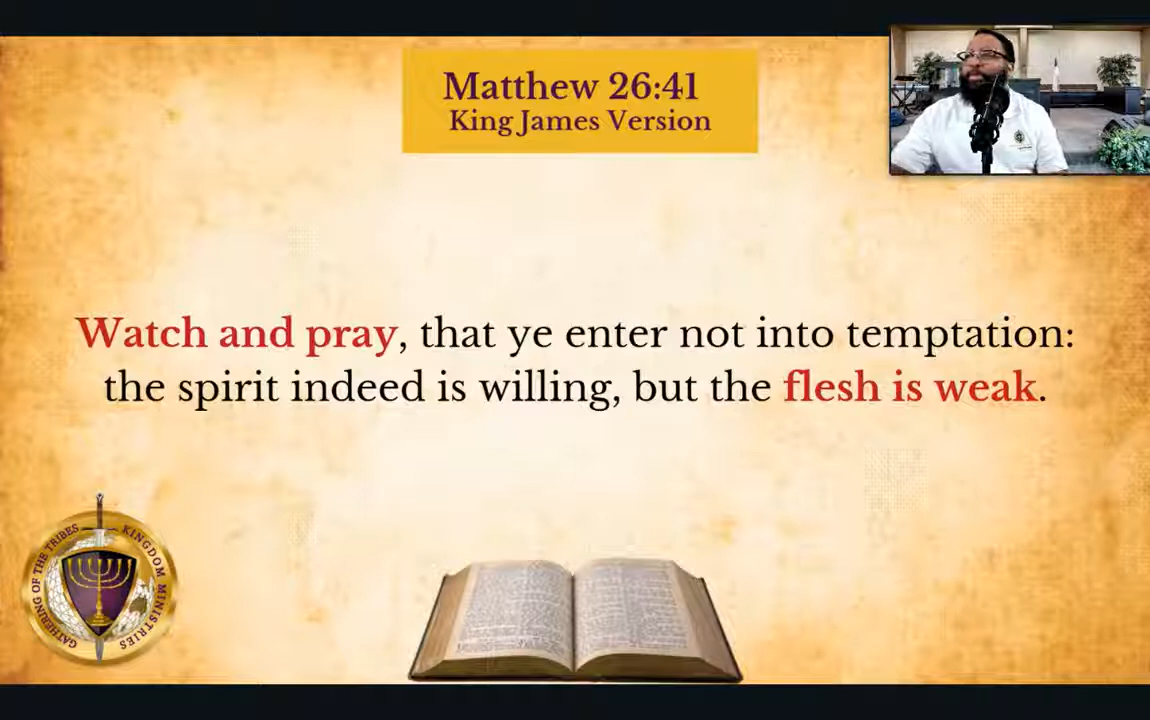 Matthew 26:41
King James Version
Watch and pray, that ye enter not into temptation:
the spirit indeed is willing, but the flesh is weak.
GATHERING OF THE TRIBES KINGDOM MINISTRIES